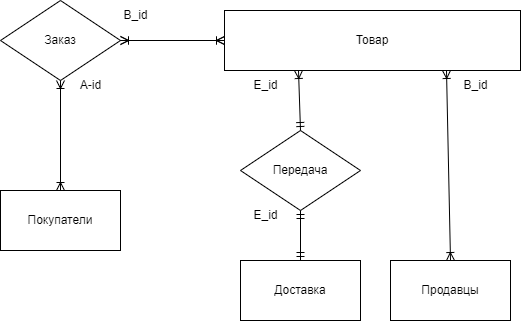 B_id
Заказ
Товар
A-id
E_id
B_id
Передача
Покупатели
E_id
Доставка
Продавцы